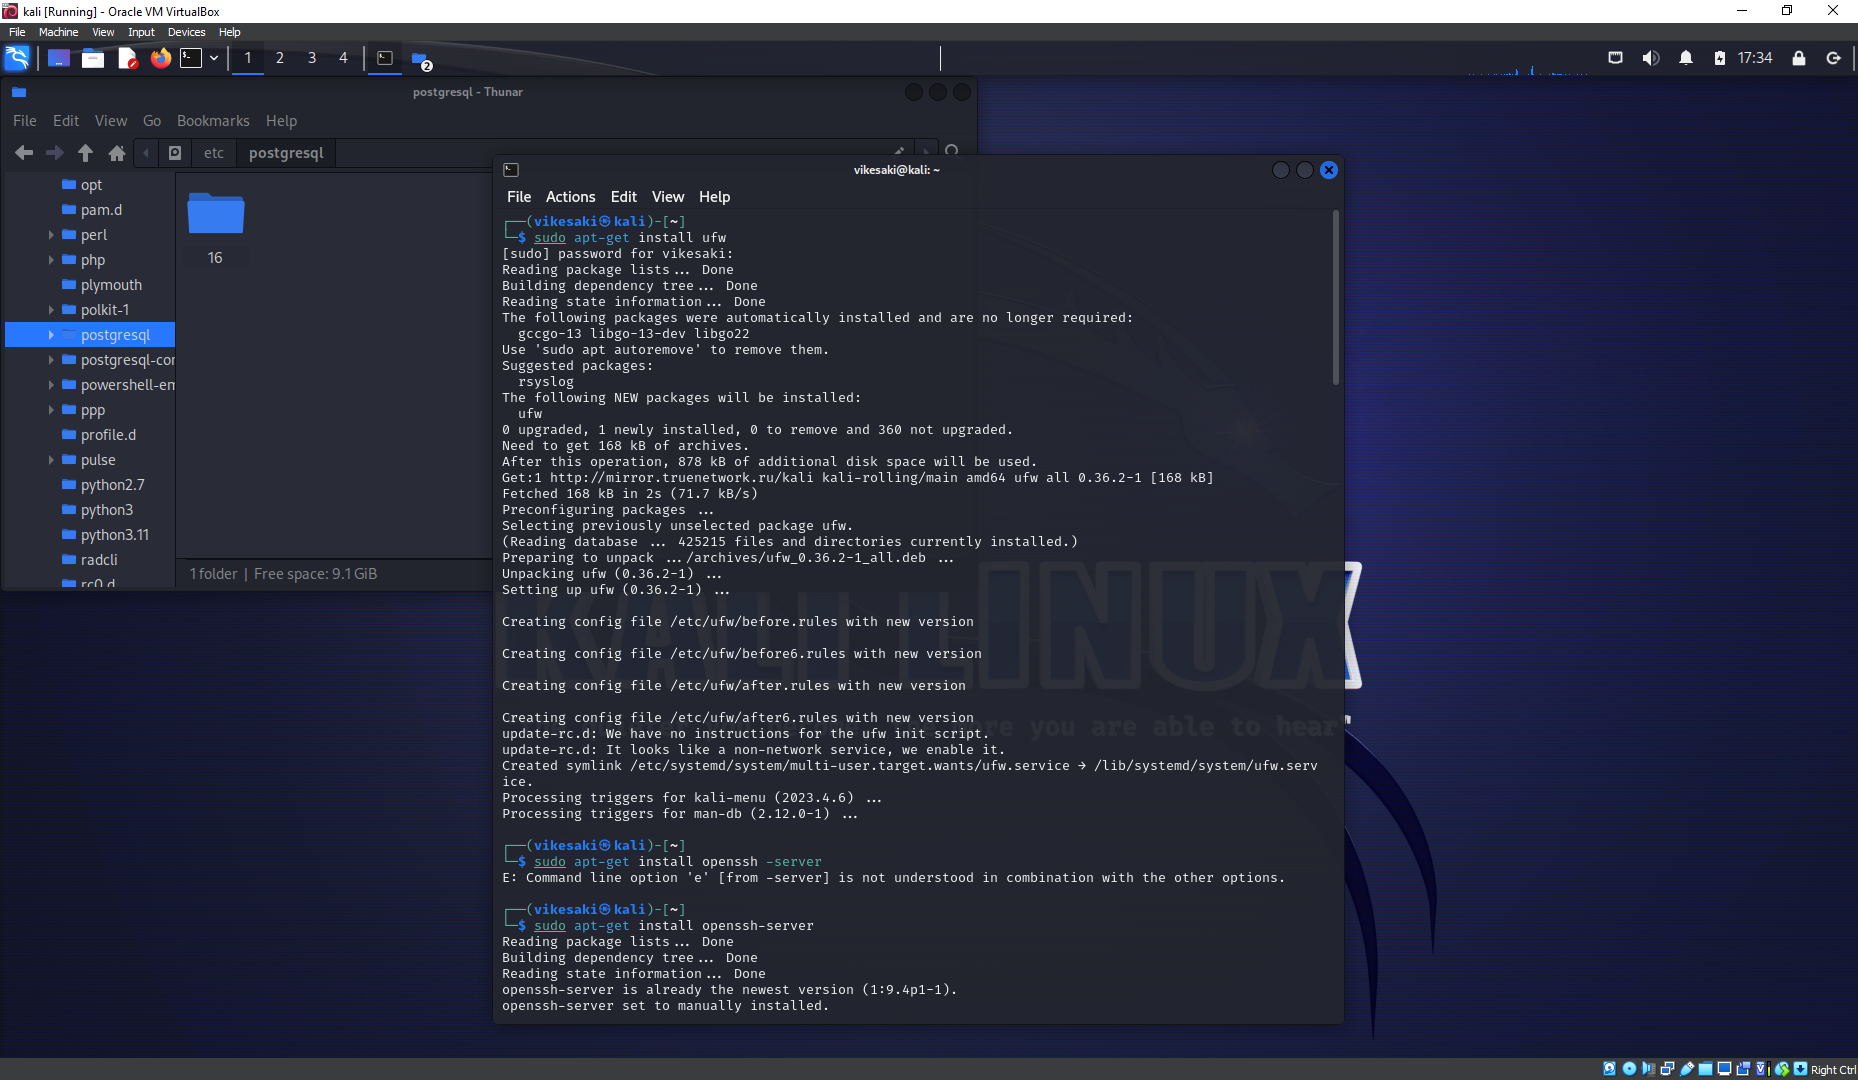 kali [Running] - Oracle VM VirtualBox
File Machine View Input Devices Help
1 2 3 4 2 17:34
postgresql - Thunar
File Edit View Go Bookmarks Help
etc postgresql
opt
pam.d
perl
php
plymouth
polkit-1
postgresql
postgresql-cor
powershell-em
ppp
profile.d
pulse
python2.7
python3
python3.11
radcli
rc0.d
16
1 folder | Free space: 9.1 GiB
vikesaki@kali: ~
File Actions Edit View Help
┌──(vikesaki㉿kali)-[~]
└─$ sudo apt-get install ufw
[sudo] password for vikesaki:
Reading package lists... Done
Building dependency tree... Done
Reading state information... Done
The following packages were automatically installed and are no longer required:
gccgo-13 libgo-13-dev libgo22
Use 'sudo apt autoremove' to remove them.
Suggested packages:
rsyslog
The following NEW packages will be installed:
ufw
0 upgraded, 1 newly installed, 0 to remove and 360 not upgraded.
Need to get 168 kB of archives.
After this operation, 878 kB of additional disk space will be used.
Get:1 http://mirror.truenetwork.ru/kali kali-rolling/main amd64 ufw all 0.36.2-1 [168 kB]
Fetched 168 kB in 2s (71.7 kB/s)
Preconfiguring packages ...
Selecting previously unselected package ufw.
(Reading database ... 425215 files and directories currently installed.)
Preparing to unpack .../archives/ufw_0.36.2-1_all.deb ...
Unpacking ufw (0.36.2-1) ...
Setting up ufw (0.36.2-1) ...
Creating config file /etc/ufw/before.rules with new version
Creating config file /etc/ufw/before6.rules with new version
Creating config file /etc/ufw/after.rules with new version
Creating config file /etc/ufw/after6.rules with new version
update-rc.d: We have no instructions for the ufw init script.
update-rc.d: It looks like a non-network service, we enable it.
Created symlink /etc/systemd/system/multi-user.target.wants/ufw.service → /lib/systemd/system/ufw.serv
ice.
Processing triggers for kali-menu (2023.4.6) ...
Processing triggers for man-db (2.12.0-1) ...
┌──(vikesaki㉿kali)-[~]
└─$ sudo apt-get install openssh -server
E: Command line option 'e' [from -server] is not understood in combination with the other options.
┌──(vikesaki㉿kali)-[~]
└─$ sudo apt-get install openssh-server
Reading package lists... Done
Building dependency tree... Done
Reading state information... Done
openssh-server is already the newest version (1:9.4p1-1).
openssh-server set to manually installed.
KALI LINUX
more you are able to hear"
Right Ctrl